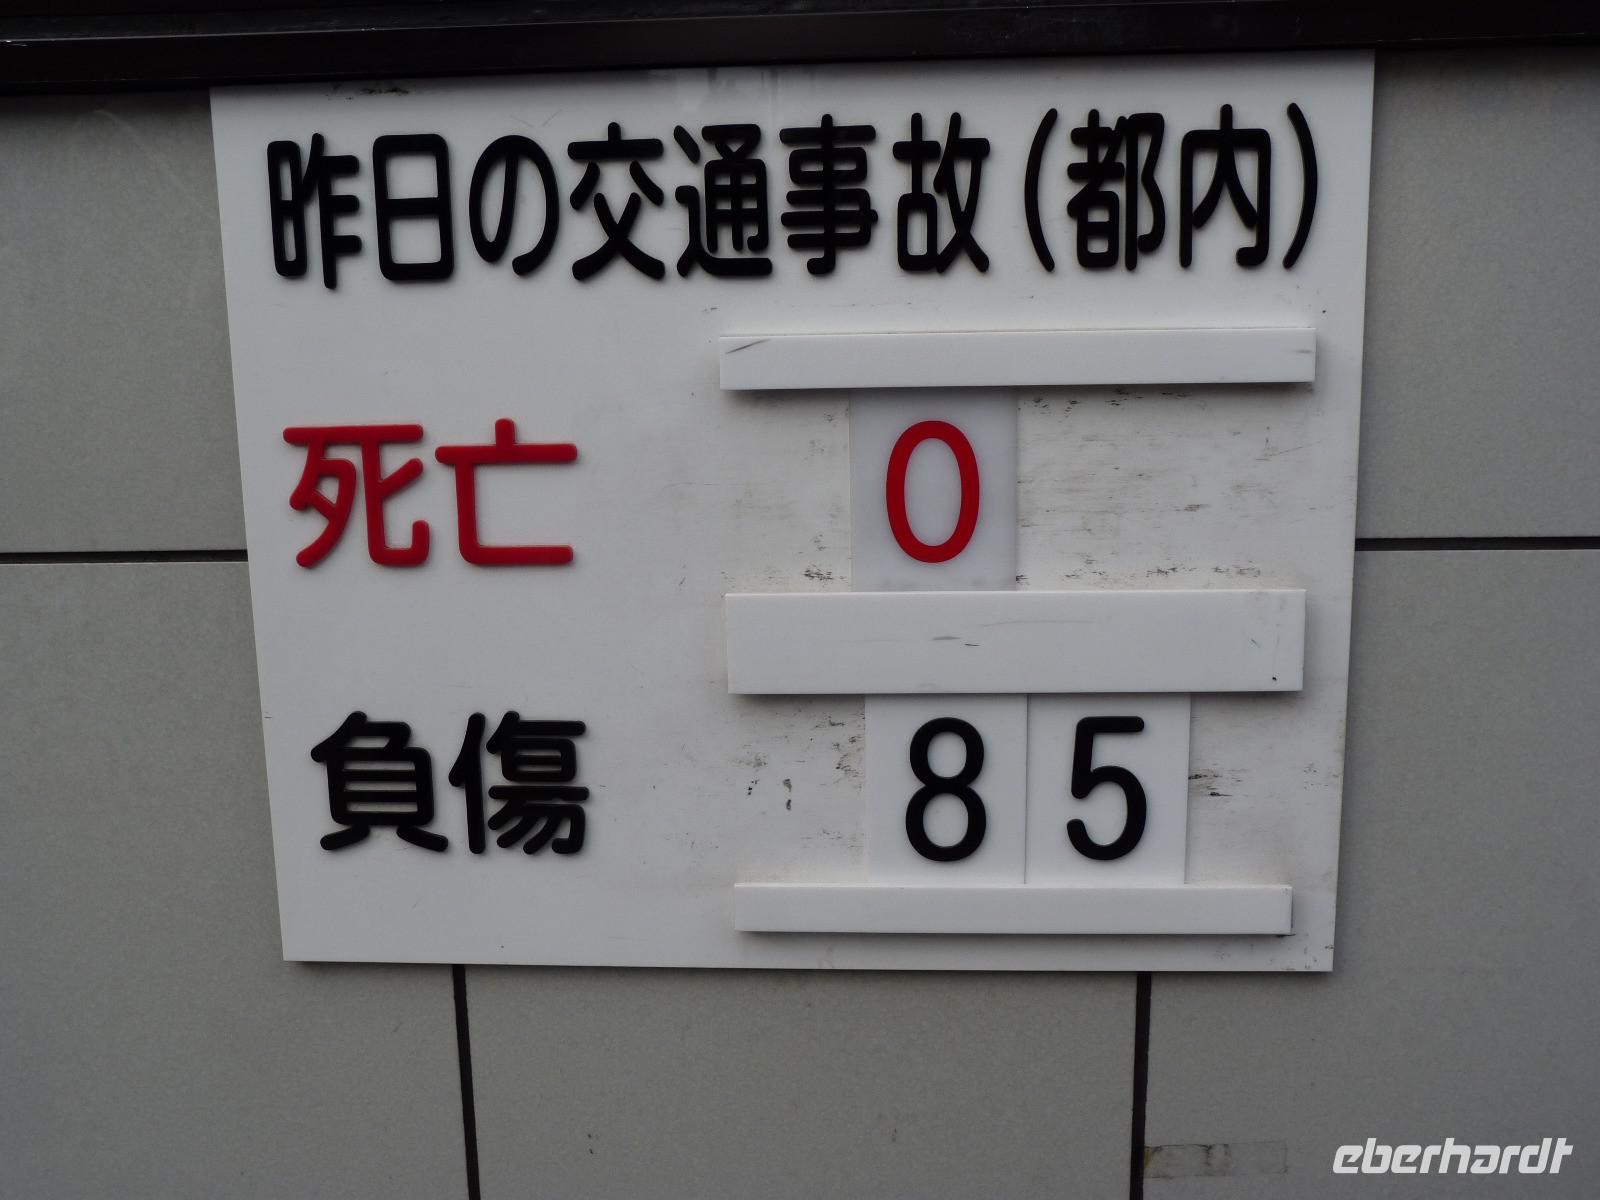 昨日の交通事故(都内)
死亡 0
負傷 85
eberhardt